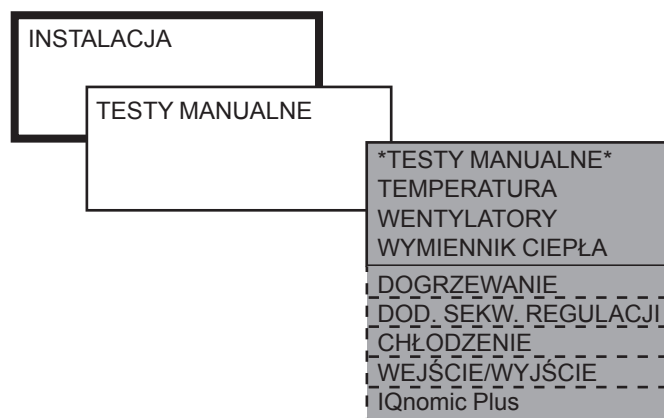 INSTALACJA
TESTY MANUALNE
*TESTY MANUALNE*
TEMPERATURA
WENTYLATORY
WYMIENNIK CIEPŁA
DOGRZEWANIE
DOD. SEKW. REGULACJI
CHŁODZENIE
WEJŚCIE/WYJŚCIE
IQnomic Plus